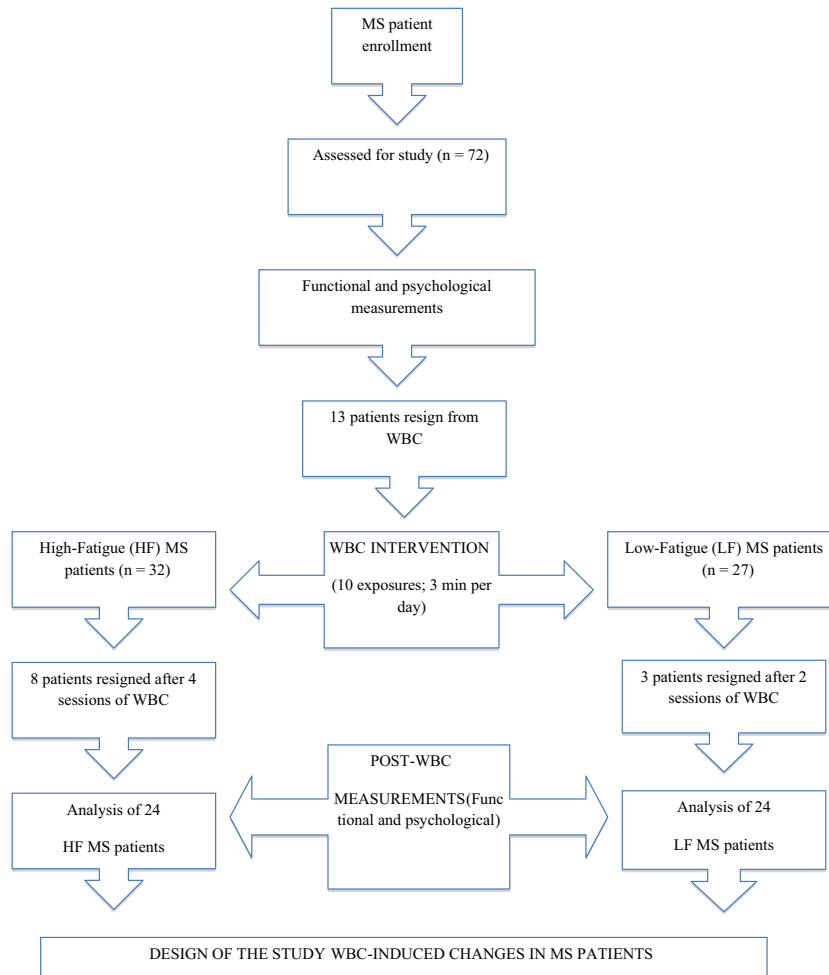 MS patient
enrollment
Assessed for study (n = 72)
Functional and psychological
measurements
13 patients resign from
WBC
High-Fatigue (HF) MS
patients (n = 32)
WBC INTERVENTION
(10 exposures; 3 min per
day)
Low-Fatigue (LF) MS patients
(n = 27)
8 patients resigned after 4
sessions of WBC
3 patients resigned after 2
sessions of WBC
POST-WBC
MEASUREMENTS(Func
tional and psychological)
Analysis of 24
HF MS patients
Analysis of 24
LF MS patients
DESIGN OF THE STUDY WBC-INDUCED CHANGES IN MS PATIENTS